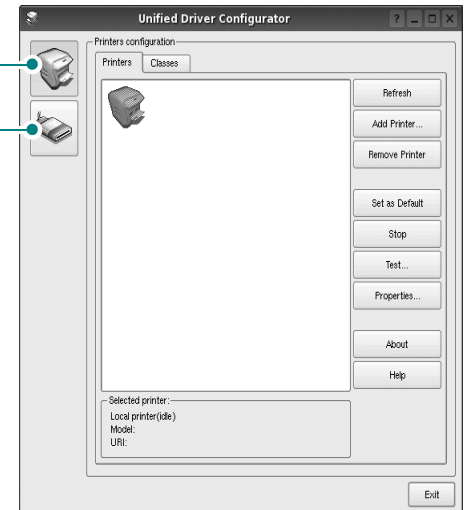 Unified Driver Configurator
Printers configuration
Printers
Classes
Refresh
Add Printer...
Remove Printer
Set as Default
Stop
Test...
Properties...
About
Help
Selected printer:
Local printer(idle)
Model:
URI:
Exit